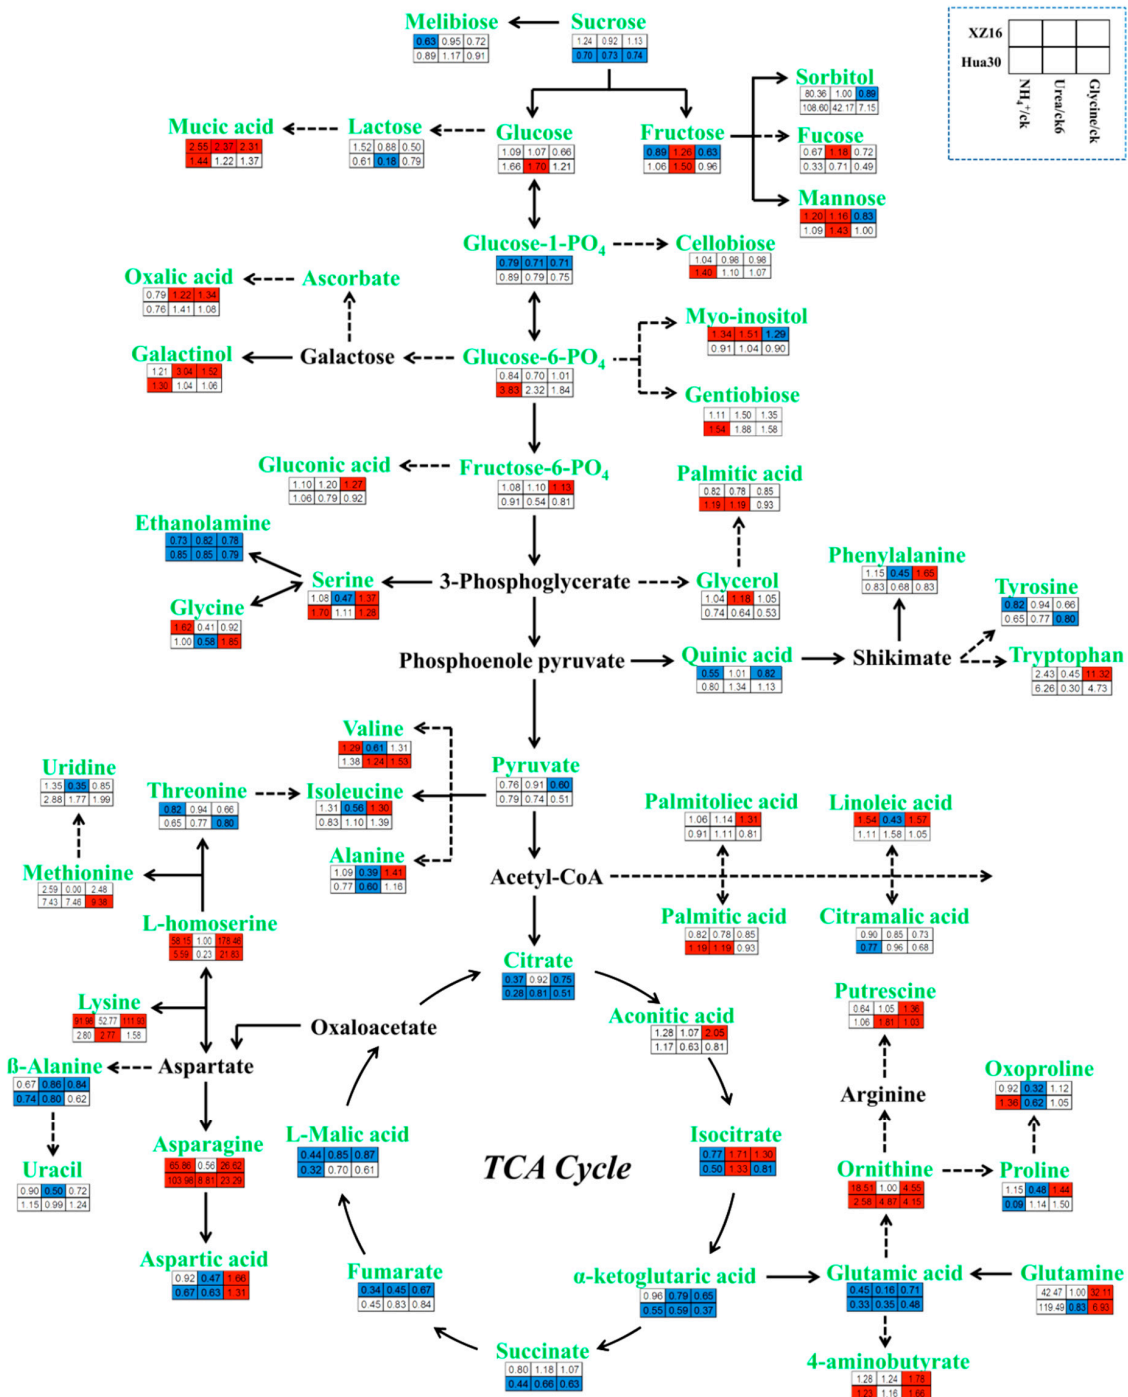 Melibiose
0.63 0.95 0.72
0.89 1.17 0.91
Sucrose
1.24 0.92 1.13
0.70 0.73 0.74
XZ16
Hua30
NH4+/ck
Urea/ck6
Glycine/ck
Mucic acid
2.55 2.37 2.31
1.44 1.22 1.37
Lactose
1.52 0.88 0.50
0.61 0.18 0.79
Glucose
1.09 1.07 0.66
1.66 1.70 1.21
Fructose
0.89 1.26 0.63
1.06 1.50 0.96
Sorbitol
80.36 1.00 0.89
108.60 42.17 7.15
Fucose
0.67 1.18 0.72
0.33 0.71 0.49
Mannose
1.20 1.16 0.83
1.09 1.43 1.00
Glucose-1-PO4
0.79 0.71 0.71
0.89 0.79 0.75
Cellobiose
1.04 0.98 0.98
1.40 1.10 1.07
Oxalic acid
0.79 1.22 1.34
0.76 1.41 1.08
Ascorbate
Galactinol
1.21 3.04 1.52
1.30 1.04 1.06
Galactose
Glucose-6-PO4
0.84 0.70 1.01
3.83 2.32 1.84
Myo-inositol
1.34 1.51 1.29
0.91 1.04 0.90
Gentiobiose
1.11 1.50 1.35
1.54 1.88 1.58
Gluconic acid
1.10 1.20 1.27
1.06 0.79 0.92
Fructose-6-PO4
1.08 1.10 1.13
0.91 0.54 0.81
Palmitic acid
0.82 0.78 0.85
1.19 1.19 0.93
Ethanolamine
0.73 0.82 0.78
0.85 0.85 0.79
Serine
1.08 0.47 1.37
1.70 1.11 1.28
Glycine
1.62 0.41 0.92
1.00 0.58 1.85
3-Phosphoglycerate
Glycerol
1.04 1.18 1.05
0.74 0.64 0.53
Phenylalanine
1.15 0.45 1.65
0.83 0.68 0.83
Tyrosine
0.82 0.94 0.66
0.65 0.77 0.80
Phosphoenole pyruvate
Quinic acid
0.55 1.01 0.82
0.80 1.34 1.13
Shikimate
Tryptophan
2.43 0.45 11.32
6.26 0.30 4.73
Valine
1.29 0.61 1.31
1.38 1.24 1.53
Uridine
1.35 0.35 0.85
2.88 1.77 1.99
Threonine
0.82 0.94 0.66
0.65 0.77 0.80
Isoleucine
1.31 0.56 1.30
0.83 1.10 1.39
Pyruvate
0.76 0.91 0.60
0.79 0.74 0.51
Palmitoliec acid
1.06 1.14 1.31
0.91 1.11 0.81
Linoleic acid
1.54 0.43 1.57
1.11 1.58 1.05
Alanine
1.09 0.39 1.41
0.77 0.60 1.16
Methionine
2.59 0.00 2.48
7.43 7.46 9.38
Acetyl-CoA
L-homoserine
58.15 1.00 178.46
5.59 0.23 21.83
Palmitic acid
0.82 0.78 0.85
1.19 1.19 0.93
Citramalic acid
0.90 0.85 0.73
0.77 0.96 0.68
Citrate
0.37 0.92 0.75
0.28 0.81 0.51
Lysine
91.98 52.77 111.93
2.80 2.77 1.58
Oxaloacetate
Aconitic acid
1.28 1.07 2.05
1.17 0.63 0.81
Putrescine
0.64 1.05 1.36
1.06 1.81 1.03
ß-Alanine
0.67 0.86 0.84
0.74 0.80 0.62
Aspartate
Arginine
Oxoproline
0.92 0.32 1.12
1.36 0.62 1.05
Uracil
0.90 0.50 0.72
1.15 0.99 1.24
Asparagine
65.86 0.56 26.62
103.98 8.81 23.29
L-Malic acid
0.44 0.85 0.87
0.32 0.70 0.61
TCA Cycle
Isocitrate
0.77 1.71 1.30
0.50 1.33 0.81
Ornithine
18.51 1.00 4.55
2.58 4.87 4.15
Proline
1.15 0.48 1.44
0.09 1.14 1.50
Aspartic acid
0.92 0.47 1.66
0.67 0.63 1.31
Fumarate
0.34 0.45 0.67
0.45 0.83 0.84
α-ketoglutaric acid
0.96 0.79 0.65
0.55 0.59 0.37
Glutamic acid
0.45 0.16 0.71
0.33 0.35 0.48
Glutamine
42.47 1.00 32.11
119.49 0.83 6.93
Succinate
0.80 1.18 1.07
0.44 0.66 0.63
4-aminobutyrate
1.28 1.24 1.78
1.23 1.16 1.66